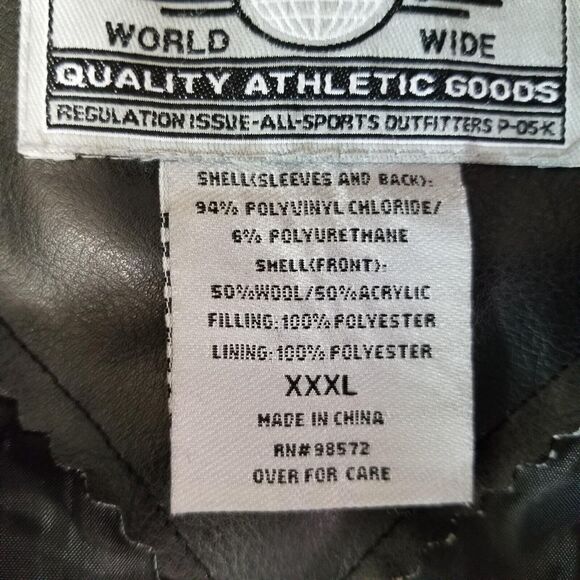 WORLD WIDE
QUALITY ATHLETIC GOODS
REGULATION ISSUE-ALL-SPORTS OUTFITTERS P-05-K
SHELL(SLEEVES AND BACK):
94% POLYVINYL CHLORIDE/
6% POLYURETHANE
SHELL(FRONT):
50%WOOL/50%ACRYLIC
FILLING:100% POLYESTER
LINING:100% POLYESTER
XXXL
MADE IN CHINA
RN#98572
OVER FOR CARE